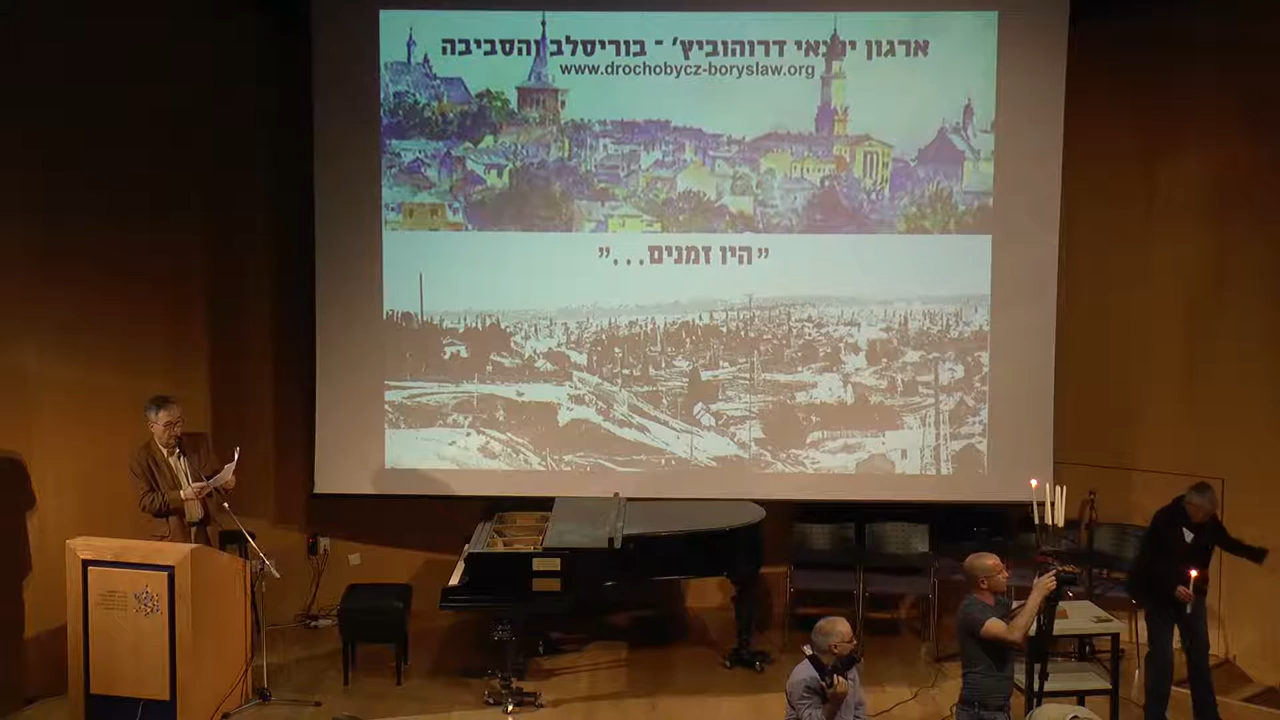 ארגון יוצאי דרוהוביץ' - בוריסלב והסביבה
www.drochobycz-boryslaw.org
"היו זמנים..."